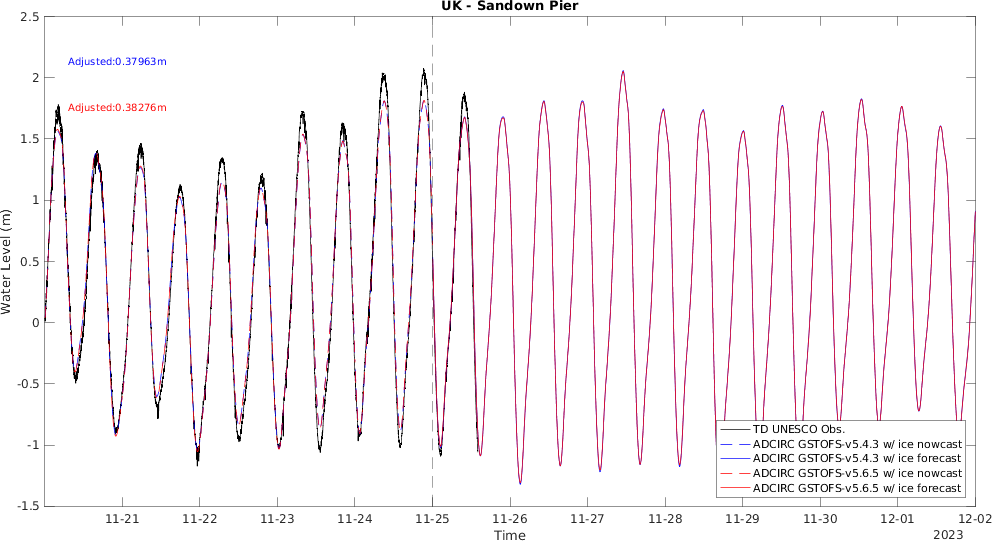 UK - Sandown Pier
2.5
2
1.5
1
0.5
0
-0.5
-1
-1.5
Water Level (m)
Adjusted:0.37963m
Adjusted:0.38276m
TD UNESCO Obs.
ADCIRC GSTOFS-v5.4.3 w/ ice nowcast
ADCIRC GSTOFS-v5.4.3 w/ ice forecast
ADCIRC GSTOFS-v5.6.5 w/ ice nowcast
ADCIRC GSTOFS-v5.6.5 w/ ice forecast
11-21 11-22 11-23 11-24 11-25 11-26 11-27 11-28 11-29 11-30 12-01 12-02
Time
2023